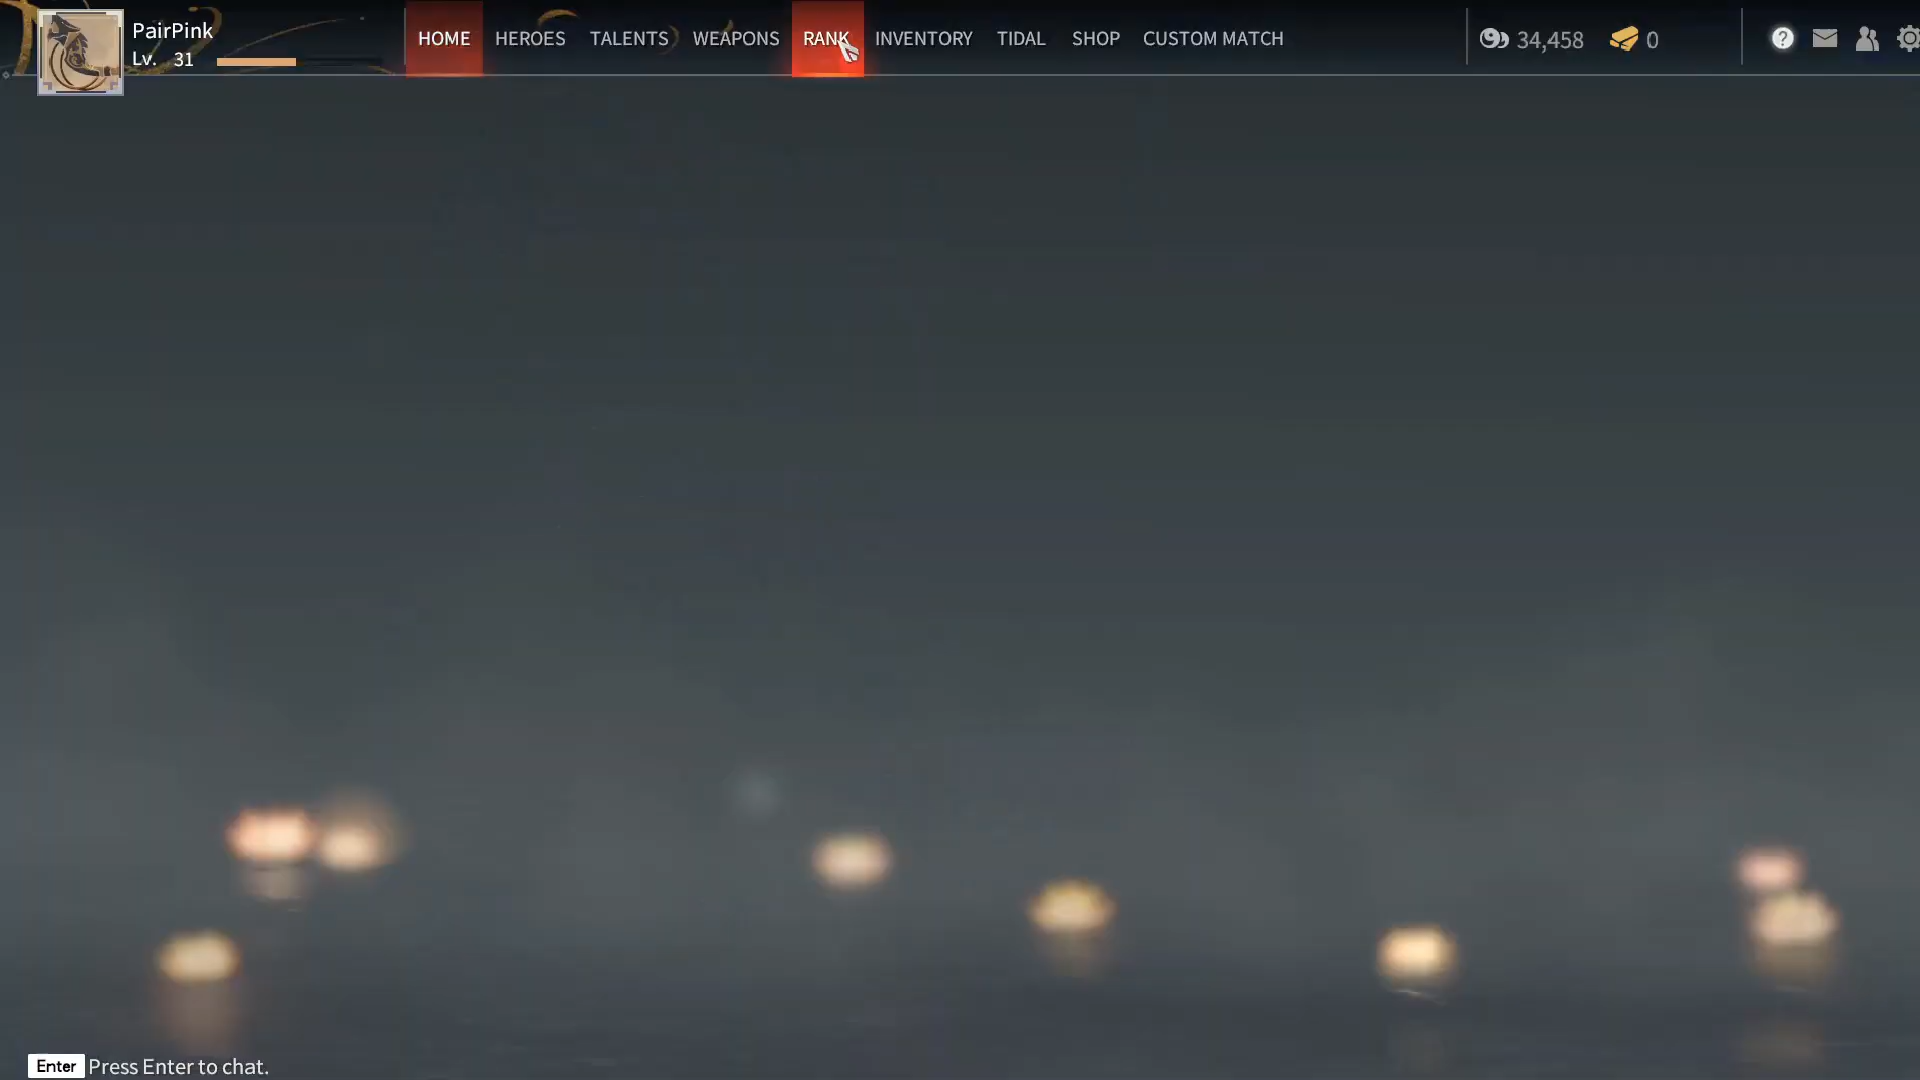 PairPink
Lv. 31
HOME HEROES TALENTS WEAPONS RANK INVENTORY TIDAL SHOP CUSTOM MATCH
34,458 0
?
Enter Press Enter to chat.